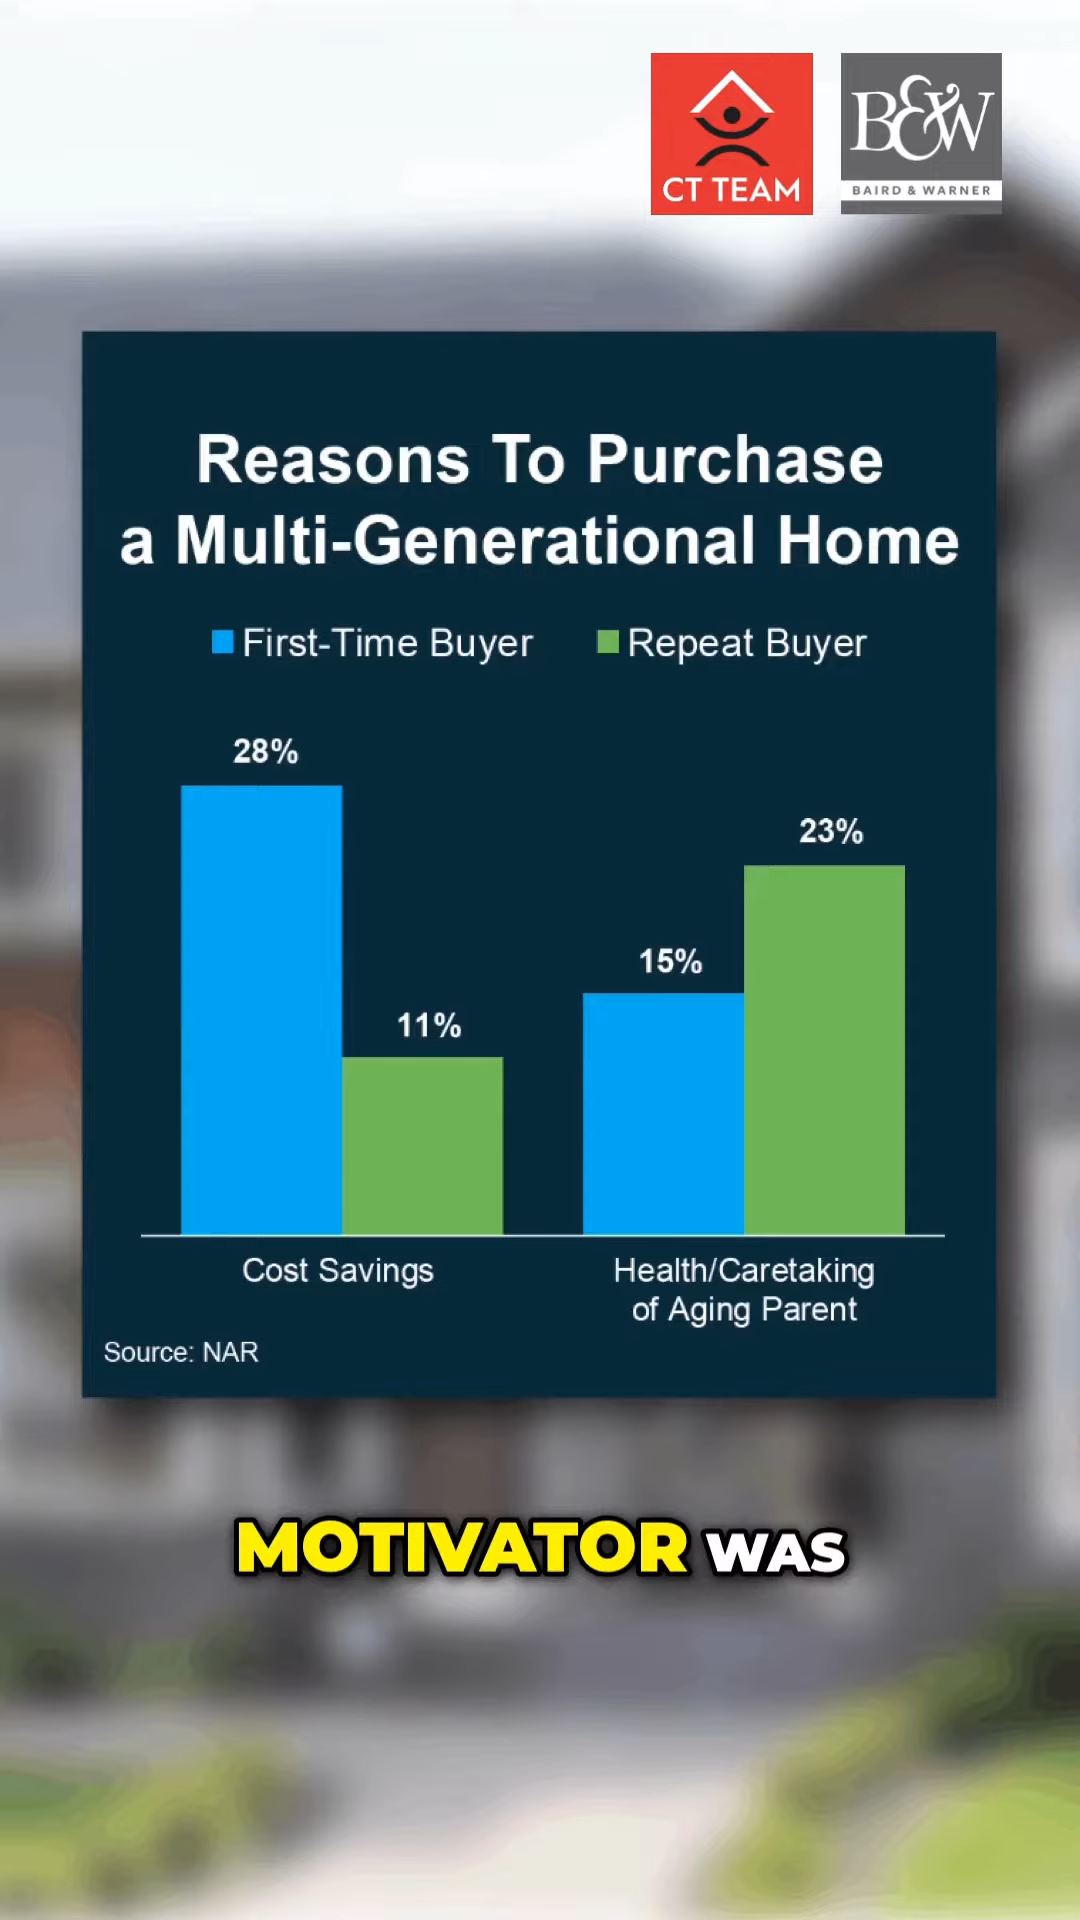 CT TEAM
B&W
BAIRD & WARNER
Reasons To Purchase
a Multi-Generational Home
First-Time Buyer
Repeat Buyer
28%
11%
15%
23%
Cost Savings
Health/Caretaking
of Aging Parent
Source: NAR
MOTIVATOR WAS